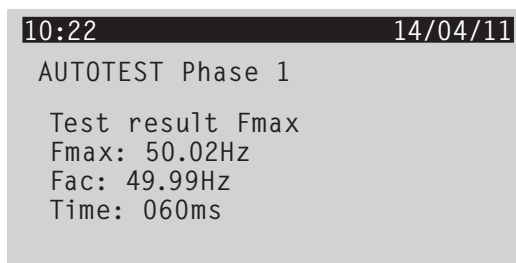 10:22 14/04/11
AUTOTEST Phase 1
Test result Fmax
Fmax: 50.02Hz
Fac: 49.99Hz
Time: 060ms